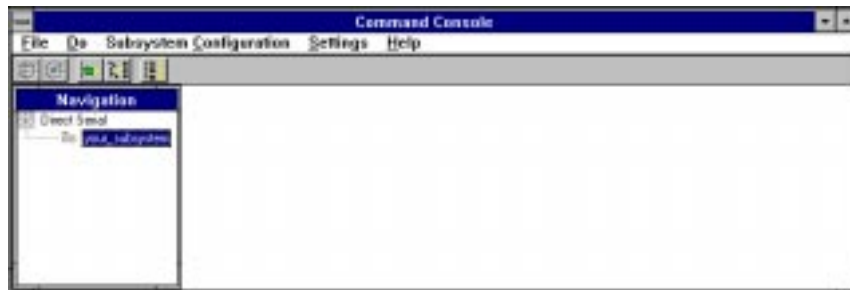 Command Console
File Do Subsystem Configuration Settings Help
Navigation
Direct Serial
your_subsystem